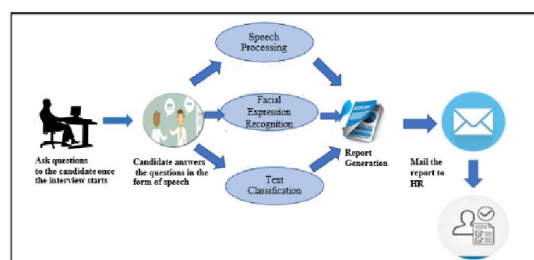 Speech
Processing
Facial
Expression
Recognition
Text
Classification
Ask questions
to the candidate once
the interview starts
Candidate answers
the questions in the
form of speech
Report
Generation
Mail the
report to
HR